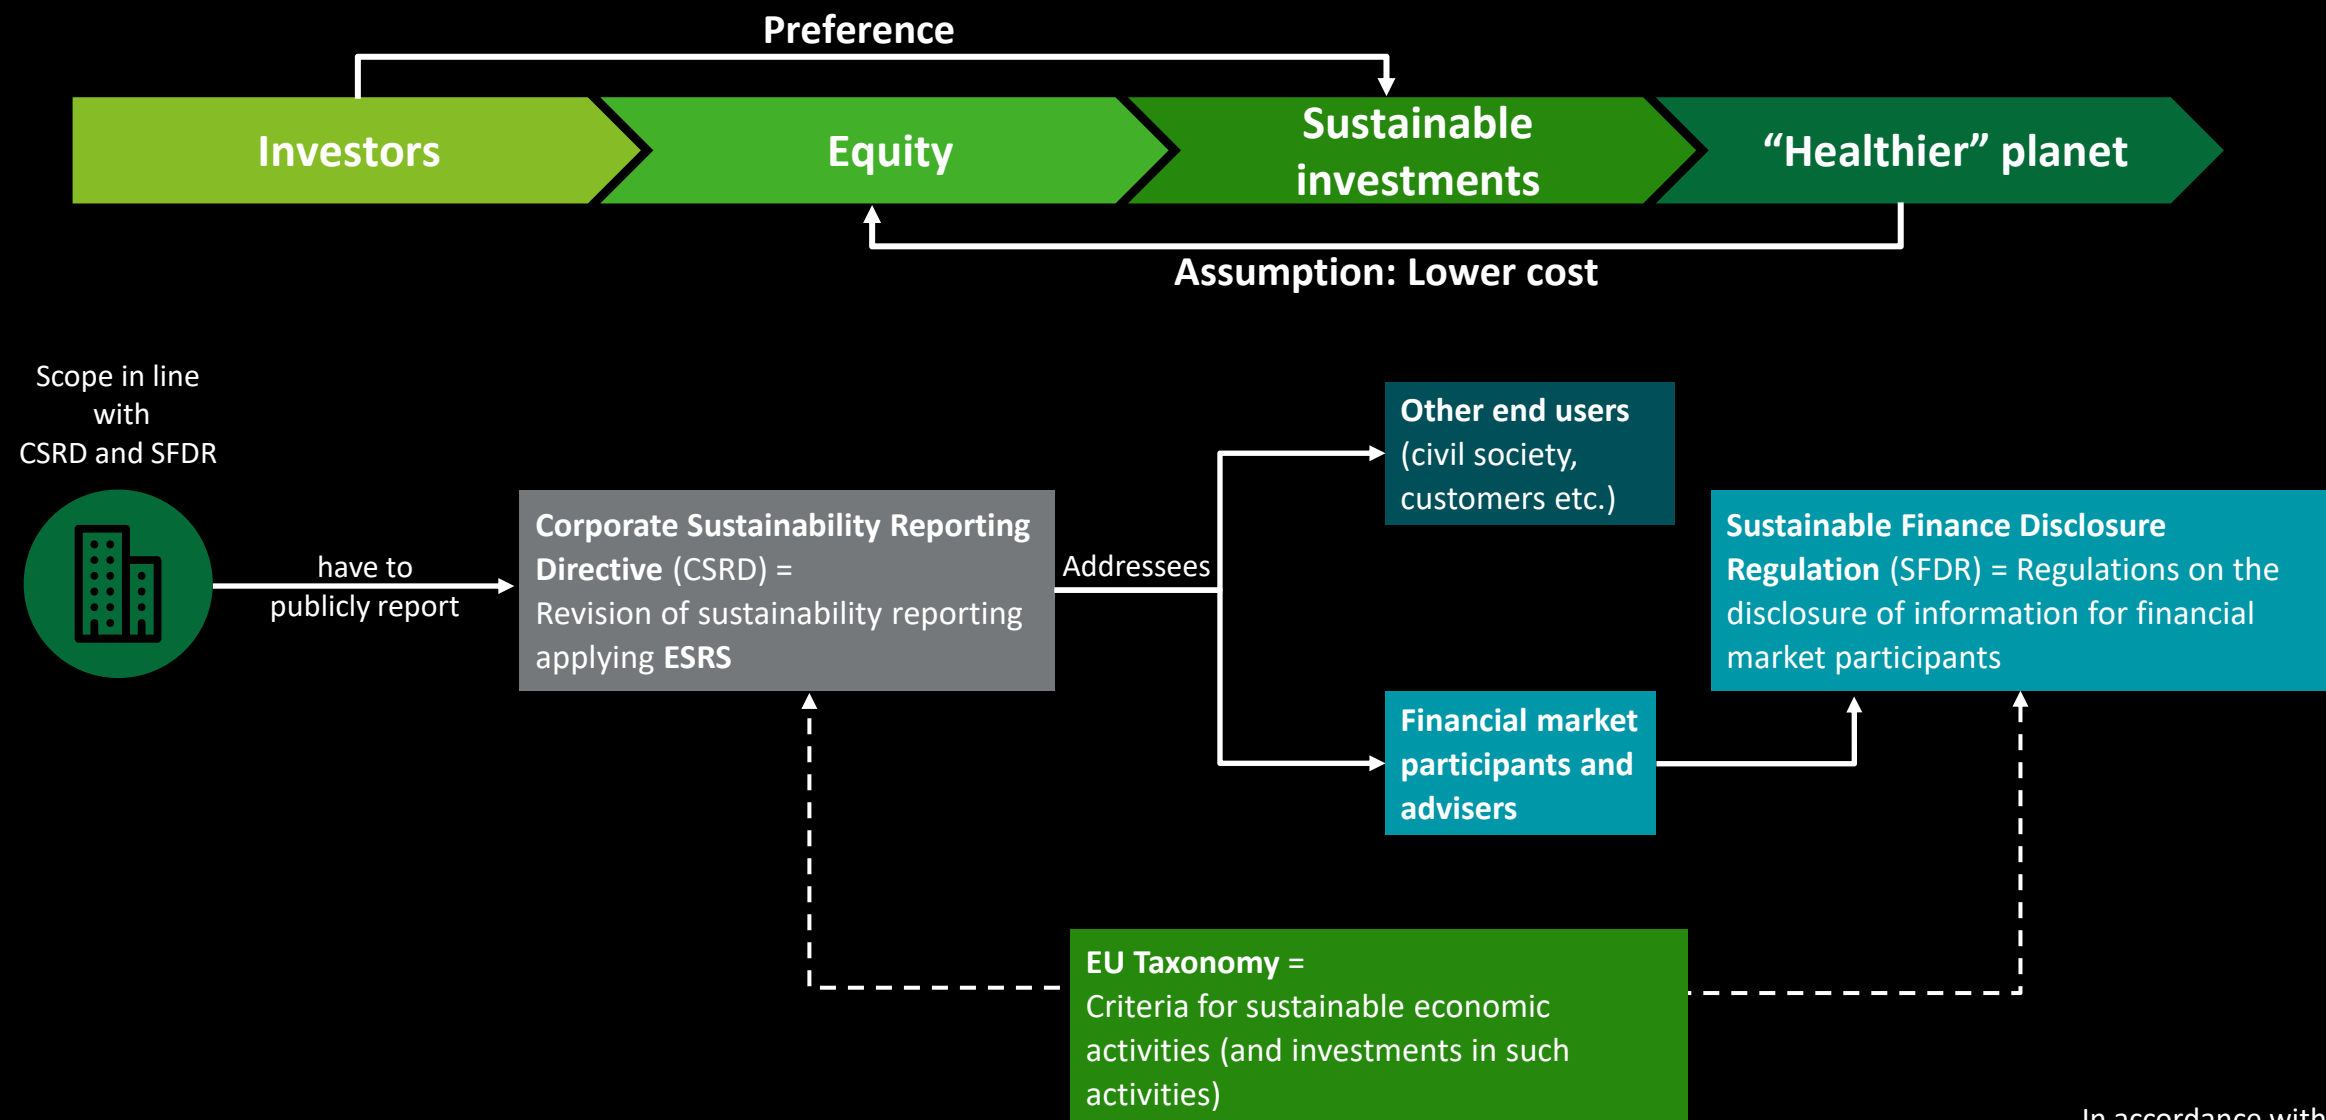 Preference
Investors
Equity
Sustainable
investments
“Healthier” planet
Assumption: Lower cost
Scope in line
with
CSRD and SFDR
have to
publicly report
Corporate Sustainability Reporting
Directive (CSRD) =
Revision of sustainability reporting
applying ESRS
Addressees
Other end users
(civil society,
customers etc.)
Financial market
participants and
advisers
Sustainable Finance Disclosure
Regulation (SFDR) = Regulations on the
disclosure of information for financial
market participants
EU Taxonomy =
Criteria for sustainable economic
activities (and investments in such
activities)
In accordance with